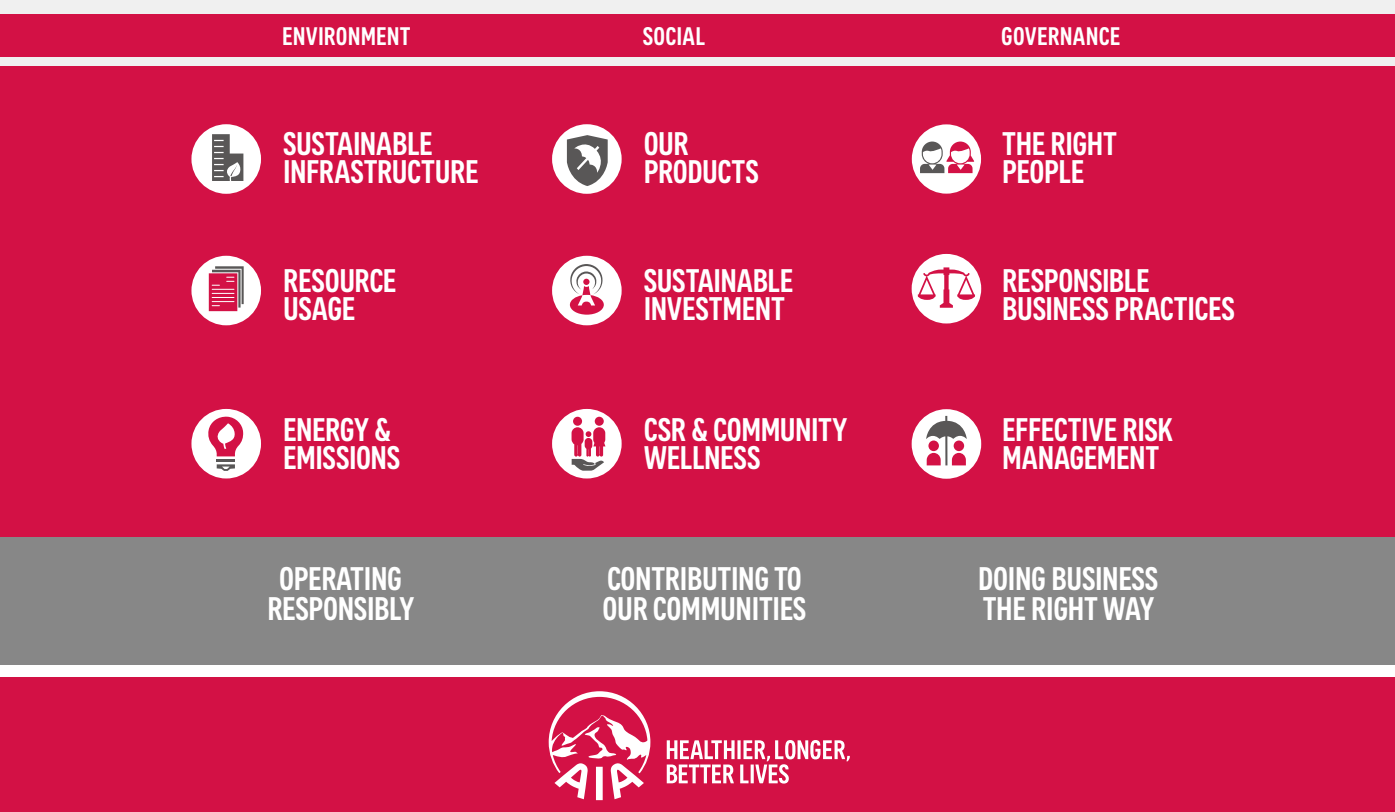 ENVIRONMENT
SOCIAL
GOVERNANCE
SUSTAINABLE
INFRASTRUCTURE
OUR
PRODUCTS
THE RIGHT
PEOPLE
RESOURCE
USAGE
SUSTAINABLE
INVESTMENT
RESPONSIBLE
BUSINESS PRACTICES
ENERGY &
EMISSIONS
CSR & COMMUNITY
WELLNESS
EFFECTIVE RISK
MANAGEMENT
OPERATING
RESPONSIBLY
CONTRIBUTING TO
OUR COMMUNITIES
DOING BUSINESS
THE RIGHT WAY
AIA
HEALTHIER, LONGER,
BETTER LIVES